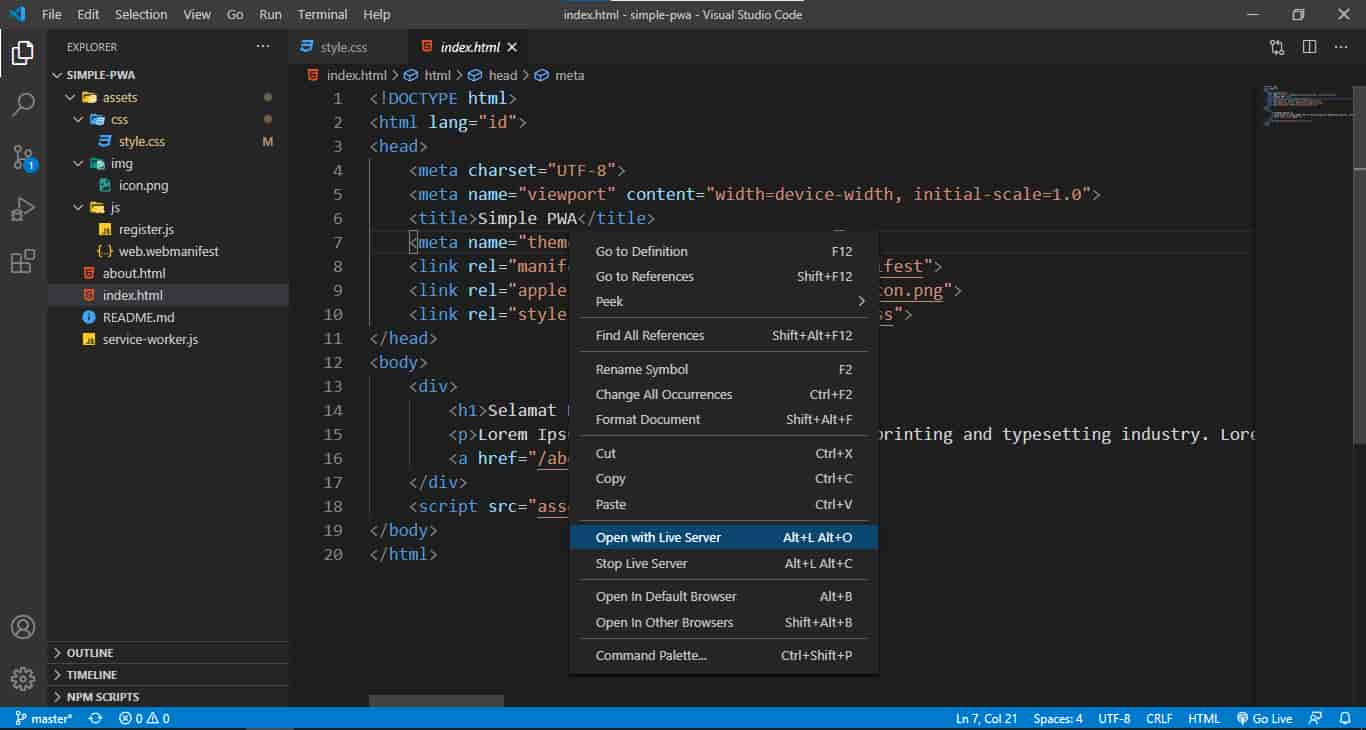 File Edit Selection View Go Run Terminal Help
index.html - simple-pwa - Visual Studio Code
EXPLORER
SIMPLE-PWA
assets
css
style.css M
img
icon.png
js
register.js
web.webmanifest
about.html
index.html
README.md
service-worker.js
OUTLINE
TIMELINE
NPM SCRIPTS
1
style.css index.html
index.html > html > head > meta
1 <!DOCTYPE html>
2 <html lang="id">
3 <head>
4 <meta charset="UTF-8">
5 <meta name="viewport" content="width=device-width, initial-scale=1.0">
6 <title>Simple PWA</title>
7 <meta name="them
8 <link rel="manif fest">
9 <link rel="apple con.png">
10 <link rel="style ss">
11 </head>
12 <body>
13 <div>
14 <h1>Selamat
15 <p>Lorem Ips printing and typesetting industry. Lore
16 <a href="/abo
17 </div>
18 <script src="ass
19 </body>
20 </html>
Go to Definition F12
Go to References Shift+F12
Peek
Find All References Shift+Alt+F12
Rename Symbol F2
Change All Occurrences Ctrl+F2
Format Document Shift+Alt+F
Cut Ctrl+X
Copy Ctrl+C
Paste Ctrl+V
Open with Live Server Alt+L Alt+O
Stop Live Server Alt+L Alt+C
Open In Default Browser Alt+B
Open In Other Browsers Shift+Alt+B
Command Palette... Ctrl+Shift+P
master* 0 0 Ln 7, Col 21 Spaces: 4 UTF-8 CRLF HTML Go Live